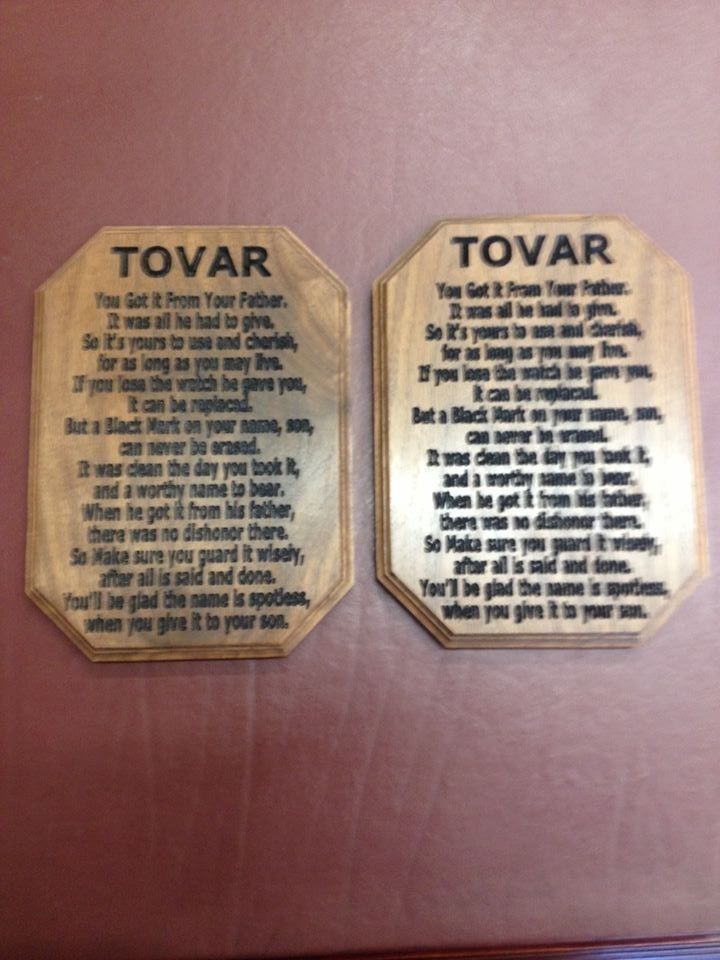 TOVAR
You Got it From Your Father.
It was all he had to give.
So it's yours to use and cherish,
for as long as you may live.
If you lose the watch he gave you,
it can be replaced.
But a Black Mark on your name, son,
can never be erased.
It was clean the day you took it,
and a worthy name to bear.
When he got it from his father,
there was no dishonor there.
So Make sure you guard it wisely,
after all is said and done.
You'll be glad the name is spotless,
when you give it to your son.
TOVAR
You Got it From Your Father.
It was all he had to give.
So it's yours to use and cherish,
for as long as you may live.
If you lose the watch he gave you,
it can be replaced.
But a Black Mark on your name, son,
can never be erased.
It was clean the day you took it,
and a worthy name to bear.
When he got it from his father,
there was no dishonor there.
So Make sure you guard it wisely,
after all is said and done.
You'll be glad the name is spotless,
when you give it to your son.